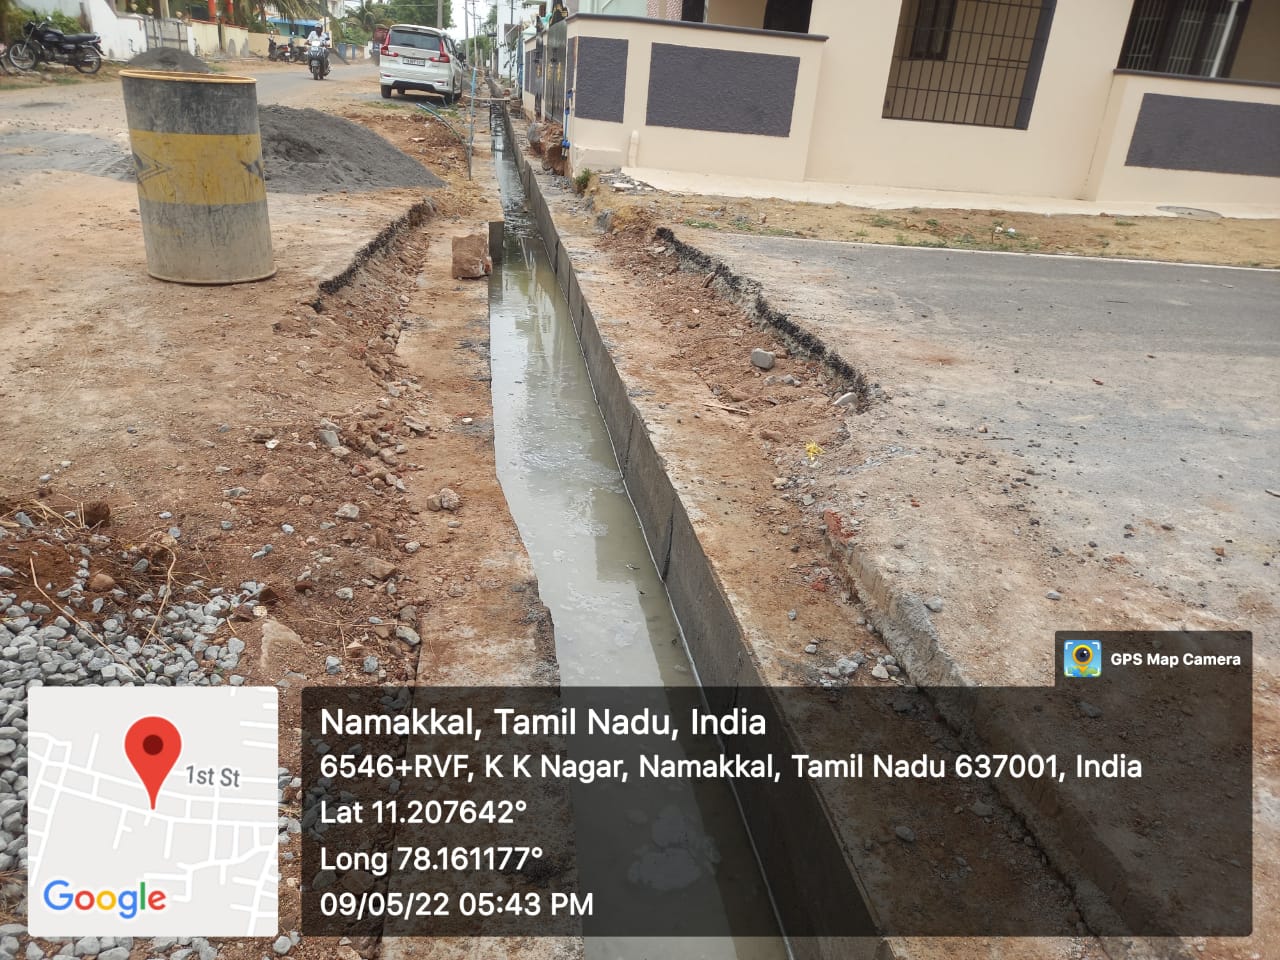 GPS Map Camera
Namakkal, Tamil Nadu, India
6546+RVF, K K Nagar, Namakkal, Tamil Nadu 637001, India
Lat 11.207642°
Long 78.161177°
09/05/22 05:43 PM
1st St
Google